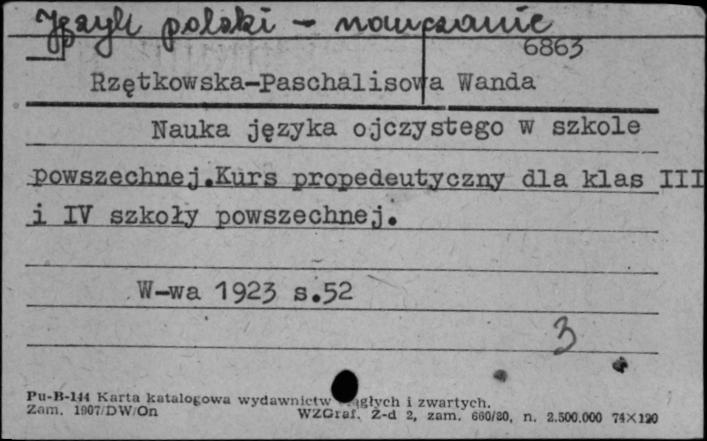 Język polski - nauczanie
6863
Rzętkowska-Paschalisowa Wanda
Nauka języka ojczystego w szkole
powszechnej.Kurs propedeutyczny dla klas III
i IV szkoły powszechnej.
W-wa 1923 s.52
3
Pu-B-144 Karta katalogowa wydawnictw ciągłych i zwartych.
Zam. 1907/DW/On WZGraf. Z-d 2, zam. 660/80, n. 2.500.000 74×120